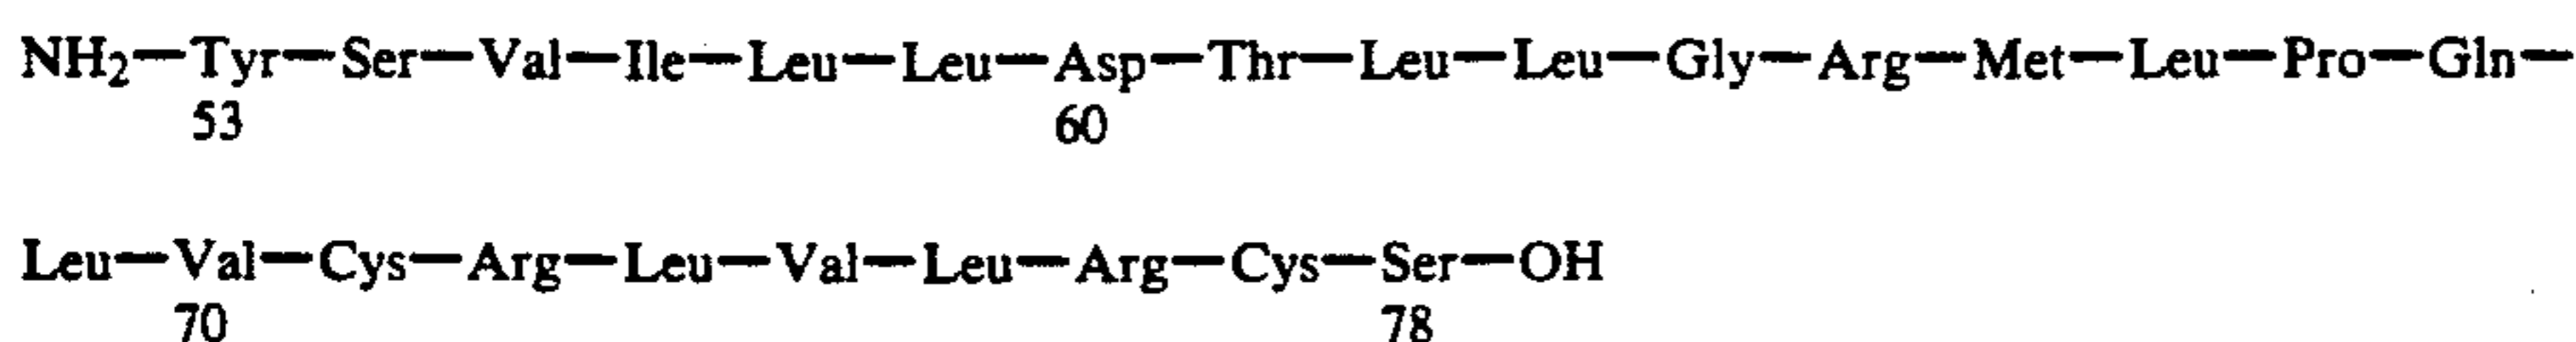 NH₂—Tyr—Ser—Val—Ile—Leu—Leu—Asp—Thr—Leu—Leu—Gly—Arg—Met—Leu—Pro—Gln—
53 60
Leu—Val—Cys—Arg—Leu—Val—Leu—Arg—Cys—Ser—OH
70 78